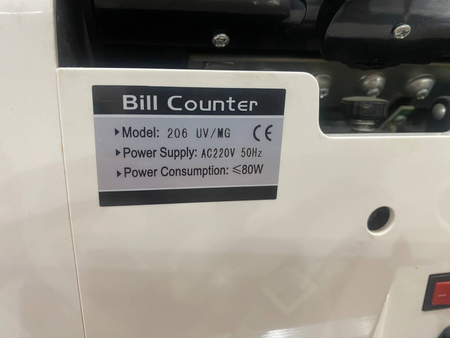 Bill Counter
▶Model: 206 UV/MG CE
▶Power Supply: AC220V 50Hz
▶Power Consumption: ≤80W